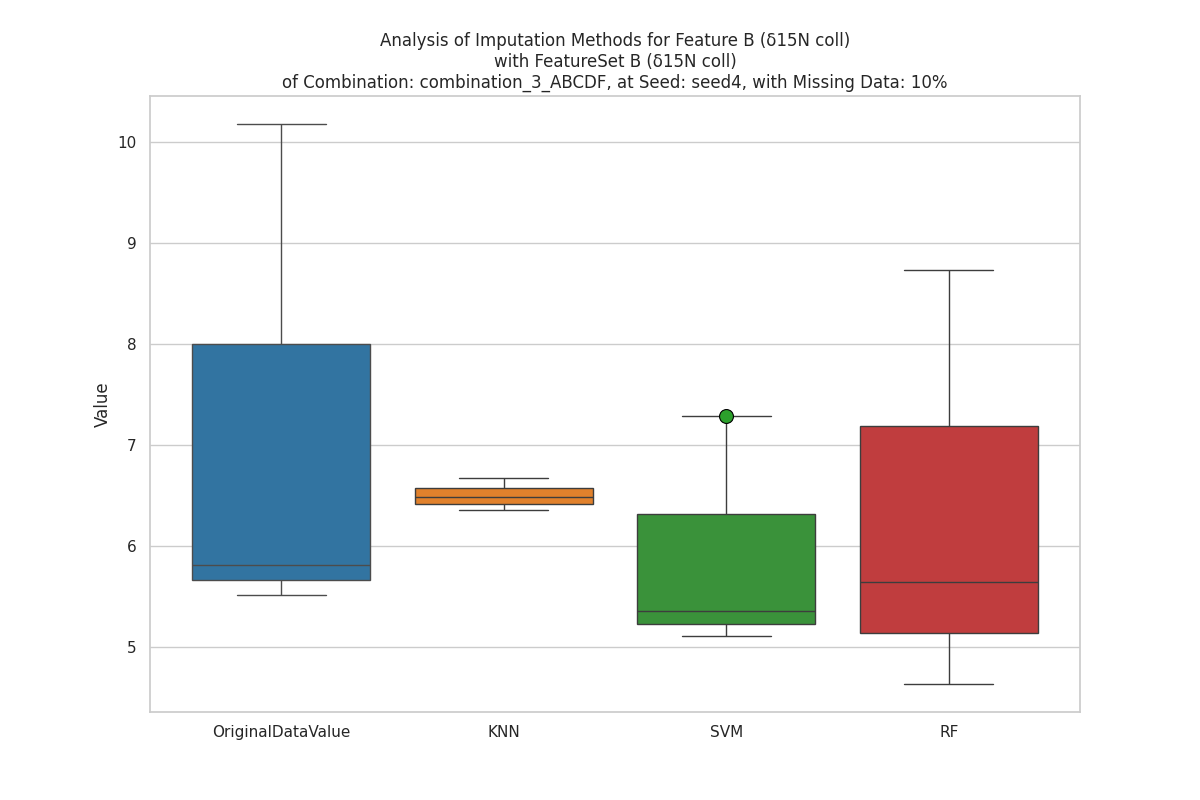 Analysis of Imputation Methods for Feature B (δ15N coll)
with FeatureSet B (δ15N coll)
of Combination: combination_3_ABCDF, at Seed: seed4, with Missing Data: 10%
Value
10
9
8
7
6
5
OriginalDataValue
KNN
SVM
RF